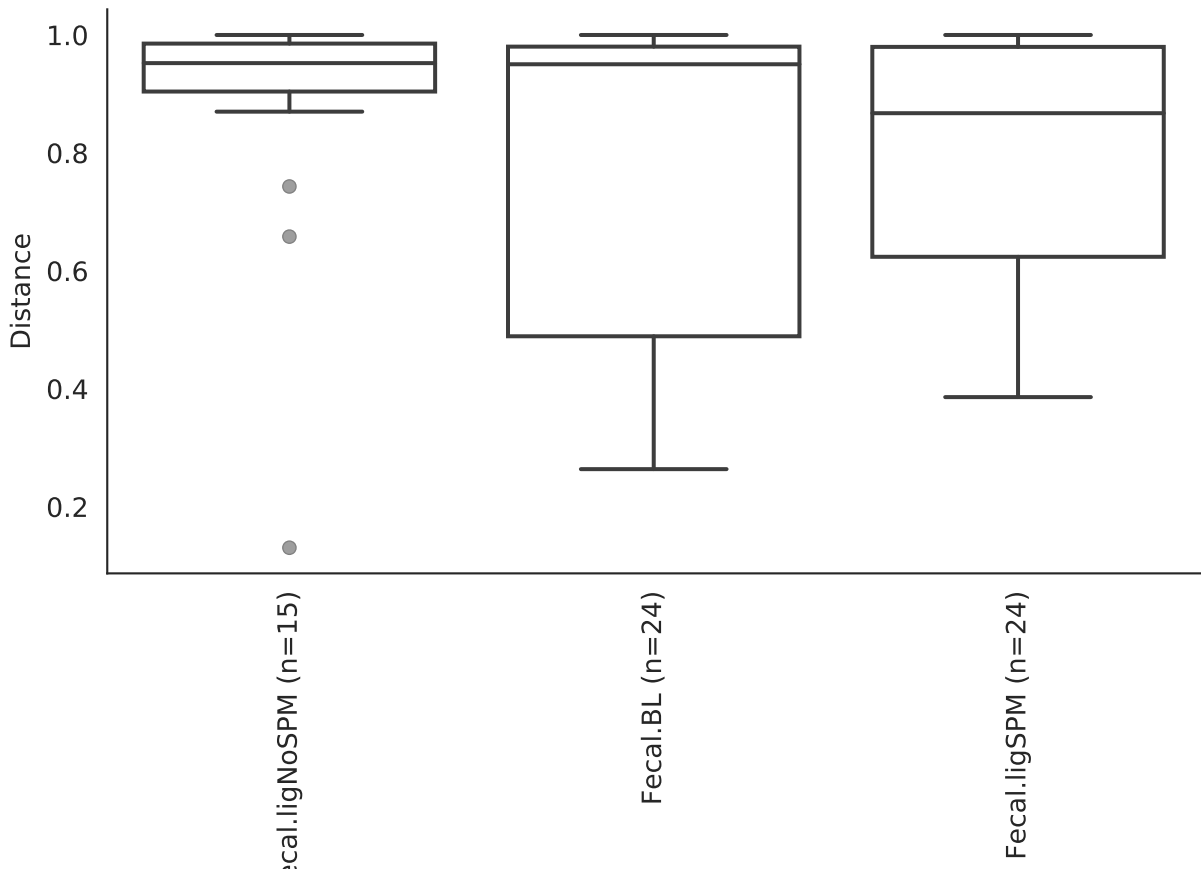 1.0
0.8
0.6
0.4
0.2
Distance
ecal.ligNoSPM (n=15)
Fecal.BL (n=24)
Fecal.ligSPM (n=24)